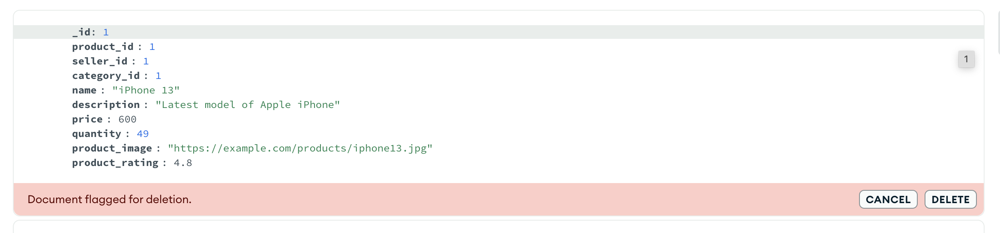 _id: 1
product_id : 1
seller_id : 1
1
category_id : 1
name : "iPhone 13"
description : "Latest model of Apple iPhone"
price : 600
quantity : 49
product_image : "https://example.com/products/iphone13.jpg"
product_rating : 4.8
Document flagged for deletion.
CANCEL DELETE